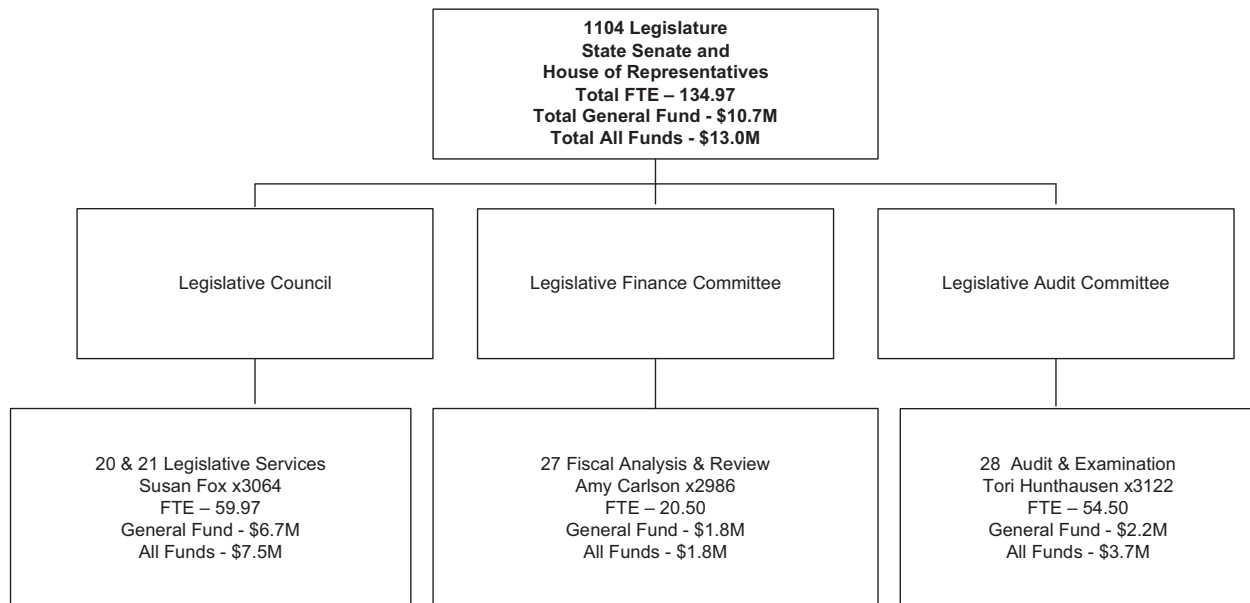 1104 Legislature
State Senate and
House of Representatives
Total FTE – 134.97
Total General Fund - $10.7M
Total All Funds - $13.0M
Legislative Council
Legislative Finance Committee
Legislative Audit Committee
20 & 21 Legislative Services
Susan Fox x3064
FTE – 59.97
General Fund - $6.7M
All Funds - $7.5M
27 Fiscal Analysis & Review
Amy Carlson x2986
FTE – 20.50
General Fund - $1.8M
All Funds - $1.8M
28 Audit & Examination
Tori Hunthausen x3122
FTE – 54.50
General Fund - $2.2M
All Funds - $3.7M